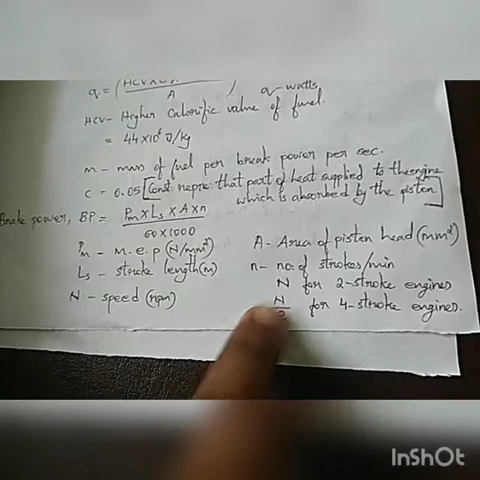 q = (HCV X
A ) q - watts
HCV - Higher Calorific value of fuel.
= 44 X 10⁶ J/kg
m - mass of fuel per break power per sec.
C = 0.05 [Const. repre: that part of heat supplied to the engine
which is absorbed by the piston]
Brake power, BP = Pm X Ls X A X n
60 X 1000
Pm - m.e.p (N/mm²) A - Area of piston head (mm²)
Ls - stroke length (m) n - no. of strokes/min
N - speed (rpm) N for 2-stroke engines
N/2 for 4-stroke engines.
InShOt